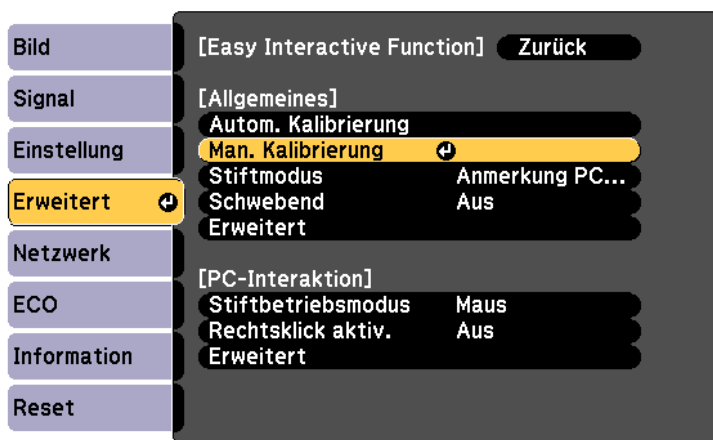 Bild
Signal
Einstellung
Erweitert
Netzwerk
ECO
Information
Reset
[Easy Interactive Function] Zurück
[Allgemeines]
Autom. Kalibrierung
Man. Kalibrierung
Stiftmodus Anmerkung PC...
Schwebend Aus
Erweitert
[PC-Interaktion]
Stiftbetriebsmodus Maus
Rechtsklick aktiv. Aus
Erweitert